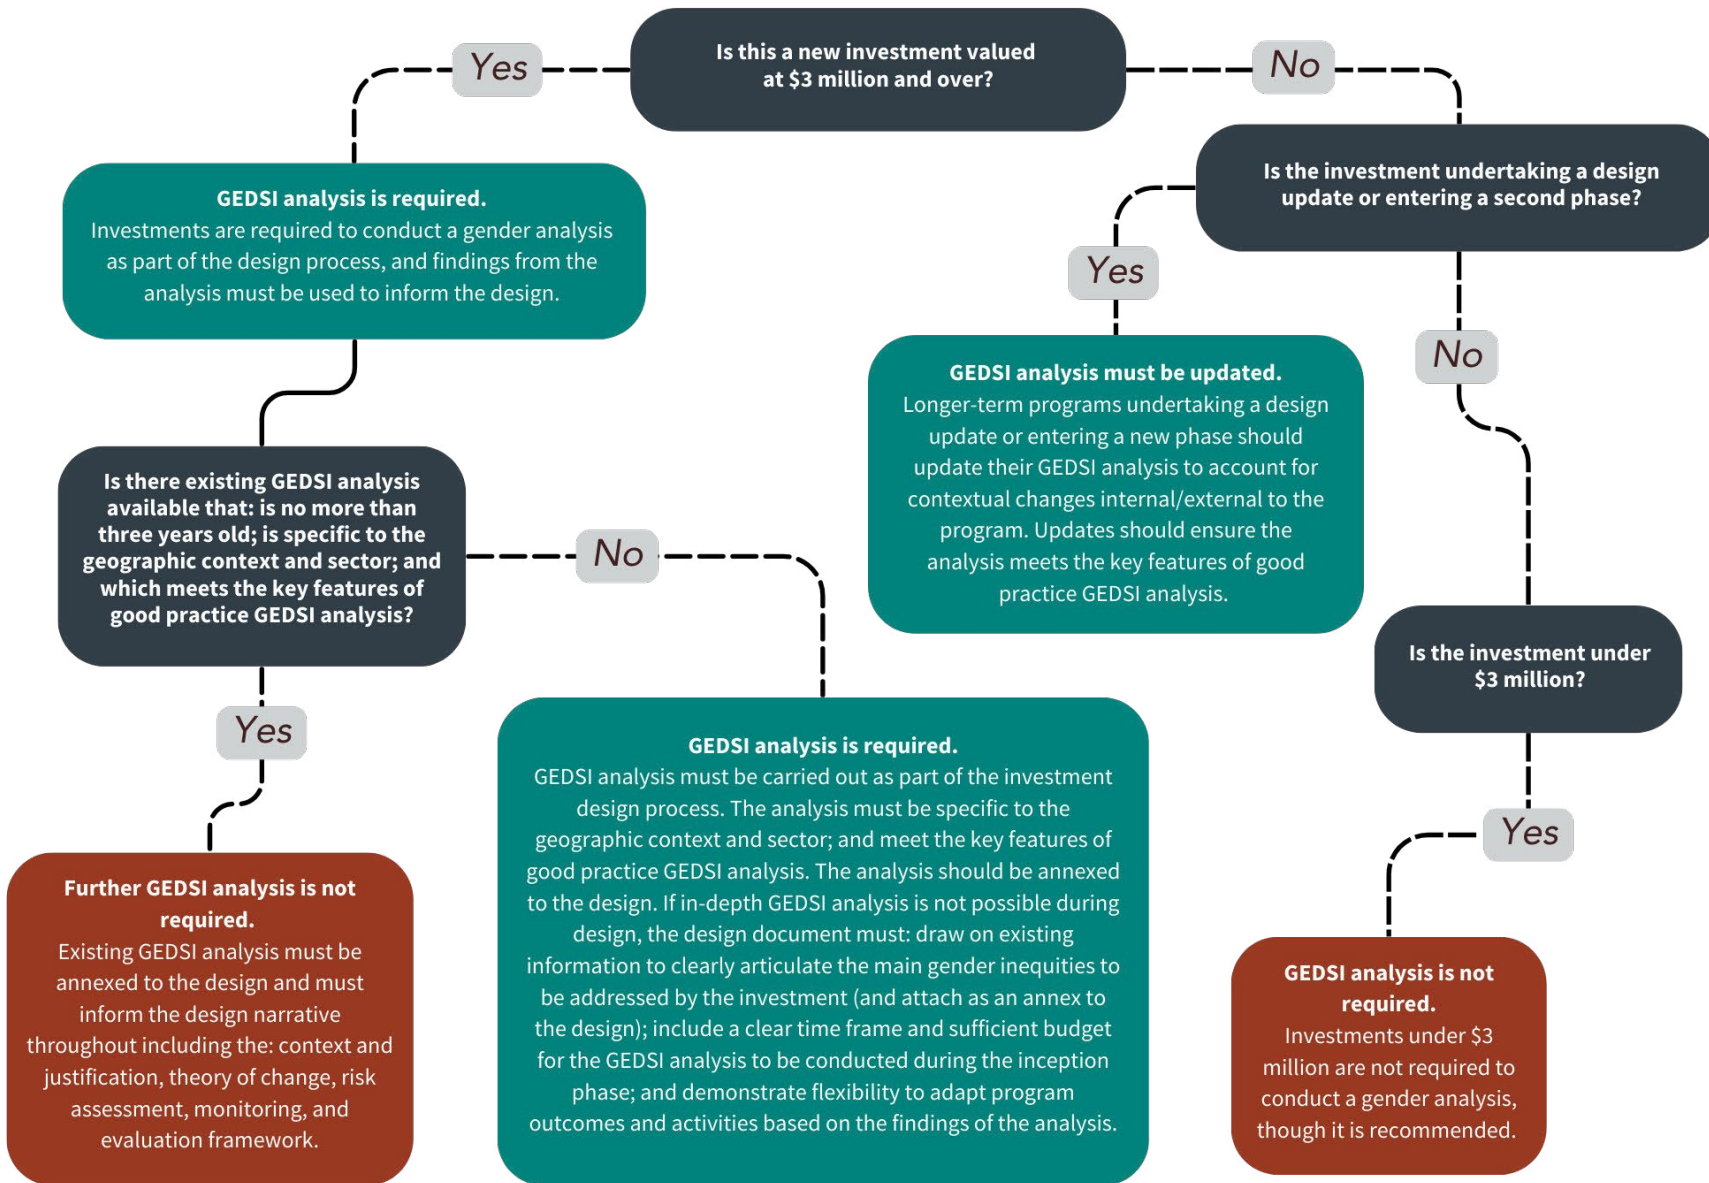 Is this a new investment valued
at $3 million and over?
Yes
No
GEDSI analysis is required.
Investments are required to conduct a gender analysis
as part of the design process, and findings from the
analysis must be used to inform the design.
Is the investment undertaking a design
update or entering a second phase?
Yes
No
GEDSI analysis must be updated.
Longer-term programs undertaking a design
update or entering a new phase should
update their GEDSI analysis to account for
contextual changes internal/external to the
program. Updates should ensure the
analysis meets the key features of good
practice GEDSI analysis.
Is there existing GEDSI analysis
available that: is no more than
three years old; is specific to the
geographic context and sector; and
which meets the key features of
good practice GEDSI analysis?
No
Yes
Is the investment under
$3 million?
Yes
Further GEDSI analysis is not
required.
Existing GEDSI analysis must be
annexed to the design and must
inform the design narrative
throughout including the: context and
justification, theory of change, risk
assessment, monitoring, and
evaluation framework.
GEDSI analysis is required.
GEDSI analysis must be carried out as part of the investment
design process. The analysis must be specific to the
geographic context and sector; and meet the key features of
good practice GEDSI analysis. The analysis should be annexed
to the design. If in-depth GEDSI analysis is not possible during
design, the design document must: draw on existing
information to clearly articulate the main gender inequities to
be addressed by the investment (and attach as an annex to
the design); include a clear time frame and sufficient budget
for the GEDSI analysis to be conducted during the inception
phase; and demonstrate flexibility to adapt program
outcomes and activities based on the findings of the analysis.
GEDSI analysis is not
required.
Investments under $3
million are not required to
conduct a gender analysis,
though it is recommended.